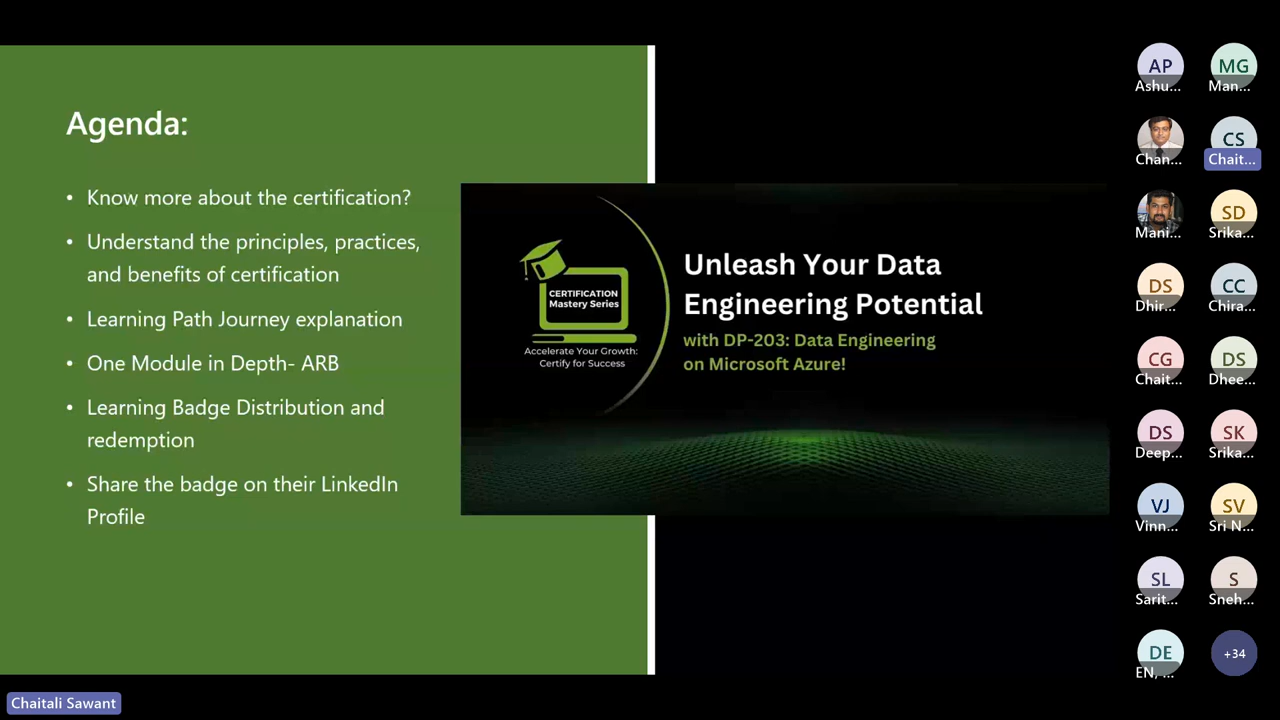 Agenda:
• Know more about the certification?
• Understand the principles, practices,
and benefits of certification
• Learning Path Journey explanation
• One Module in Depth- ARB
• Learning Badge Distribution and
redemption
• Share the badge on their LinkedIn
Profile
CERTIFICATION
Mastery Series
Accelerate Your Growth:
Certify for Success
Unleash Your Data
Engineering Potential
with DP-203: Data Engineering
on Microsoft Azure!
AP
Ashu...
MG
Man...
Chan...
CS
Chait...
Mani...
SD
Srika...
DS
Dhir...
CC
Chira...
CG
Chait...
DS
Dhee...
DS
Deep...
SK
Srika...
VJ
Vinn...
SV
Sri N...
SL
Sarit...
S
Sneh...
DE
EN, ...
+34
Chaitali Sawant